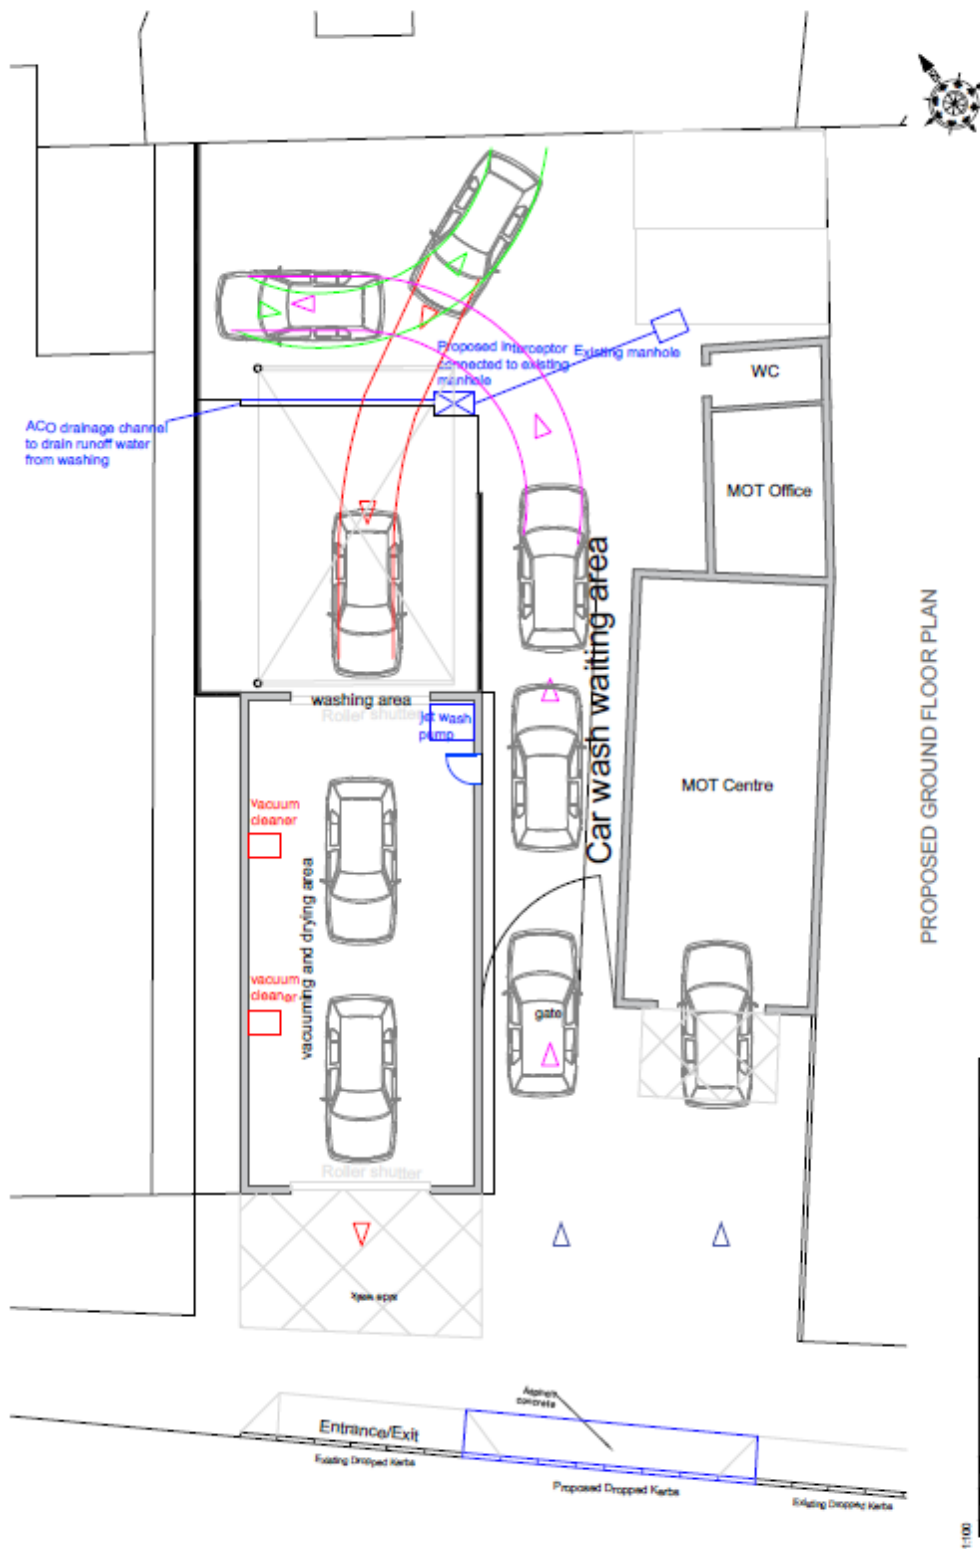 Proposed Interceptor
connected to existing
manhole
Existing manhole
WC
ACO drainage channel
to drain runoff water
from washing
MOT Office
Car wash waiting area
washing area
Roller shutter
jet wash
pump
MOT Centre
vacuum
cleaner
vacuuming and drying area
vacuum
cleaner
gate
PROPOSED GROUND FLOOR PLAN
Roller shutter
concrete
Entrance/Exit
Existing Dropped Kerbs
Proposed Dropped Kerbs
Existing Dropped Kerbs
1:100